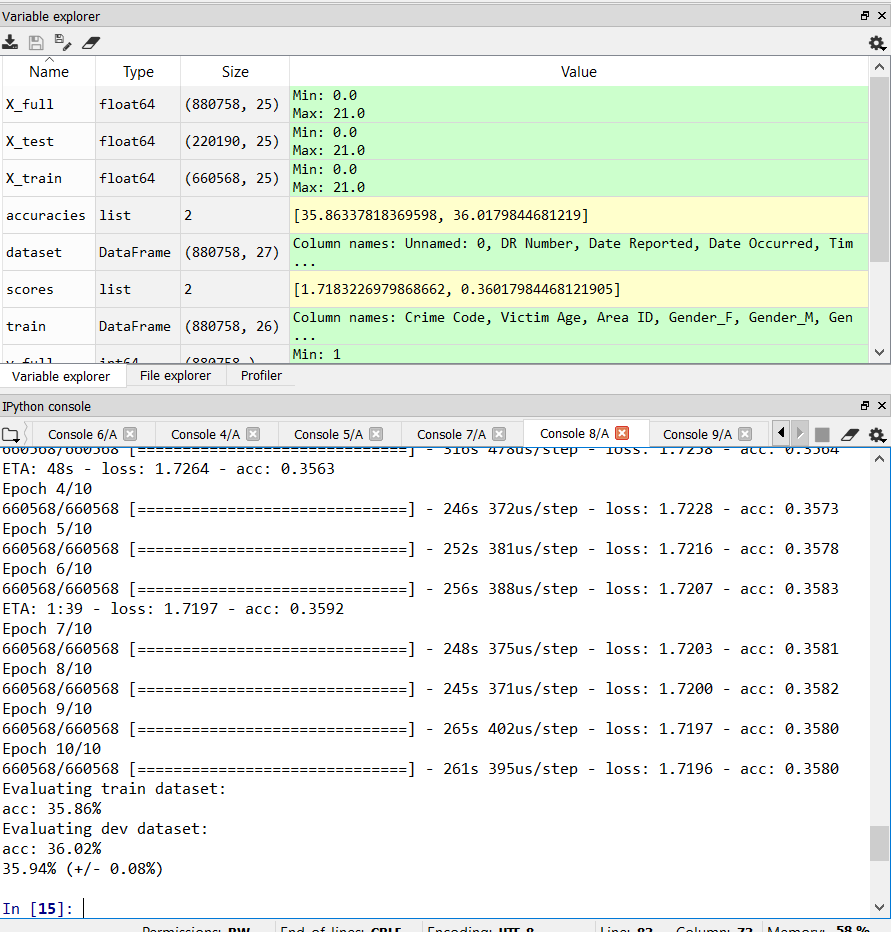 Variable explorer
Name Type Size Value
X_full float64 (880758, 25) Min: 0.0
Max: 21.0
X_test float64 (220190, 25) Min: 0.0
Max: 21.0
X_train float64 (660568, 25) Min: 0.0
Max: 21.0
accuracies list 2 [35.86337818369598, 36.0179844681219]
dataset DataFrame (880758, 27) Column names: Unnamed: 0, DR Number, Date Reported, Date Occurred, Tim
...
scores list 2 [1.7183226979868662, 0.36017984468121905]
train DataFrame (880758, 26) Column names: Crime Code, Victim Age, Area ID, Gender_F, Gender_M, Gen
...
y_full int64 (880758,) Min: 1
Variable explorer File explorer Profiler
IPython console
Console 6/A Console 4/A Console 5/A Console 7/A Console 8/A Console 9/A
660568/660568 [==============================] - 316s 478us/step - loss: 1.7258 - acc: 0.3564
ETA: 48s - loss: 1.7264 - acc: 0.3563
Epoch 4/10
660568/660568 [==============================] - 246s 372us/step - loss: 1.7228 - acc: 0.3573
Epoch 5/10
660568/660568 [==============================] - 252s 381us/step - loss: 1.7216 - acc: 0.3578
Epoch 6/10
660568/660568 [==============================] - 256s 388us/step - loss: 1.7207 - acc: 0.3583
ETA: 1:39 - loss: 1.7197 - acc: 0.3592
Epoch 7/10
660568/660568 [==============================] - 248s 375us/step - loss: 1.7203 - acc: 0.3581
Epoch 8/10
660568/660568 [==============================] - 245s 371us/step - loss: 1.7200 - acc: 0.3582
Epoch 9/10
660568/660568 [==============================] - 265s 402us/step - loss: 1.7197 - acc: 0.3580
Epoch 10/10
660568/660568 [==============================] - 261s 395us/step - loss: 1.7196 - acc: 0.3580
Evaluating train dataset:
acc: 35.86%
Evaluating dev dataset:
acc: 36.02%
35.94% (+/- 0.08%)
In [15]:
Permissions: RW End-of-lines: CRLF Encoding: UTF-8 Line: 82 Column: 72 Memory: 58 %